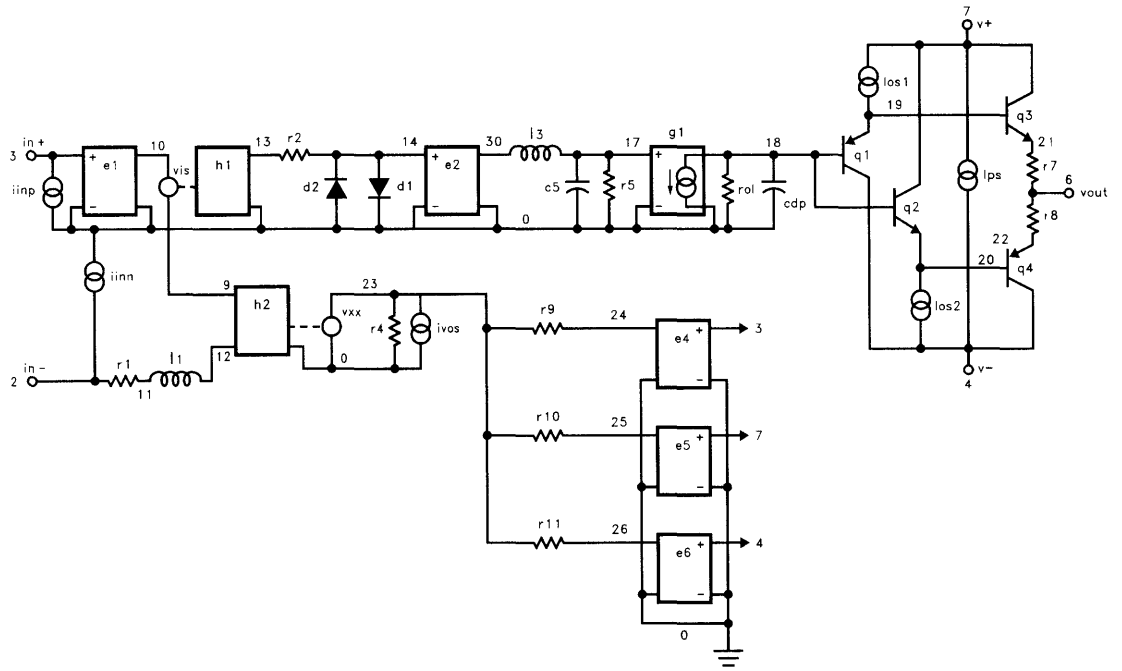 7
v+
Ios1
19
q3
in+
3
e1
10
vis
h1
13
r2
14
e2
30
l3
17
g1
18
q1
21
r7
6
vout
iinp
d2
d1
c5
r5
rol
cdp
Ips
r8
0
q2
22
20
q4
iinn
9
h2
23
vxx
r4
ivos
r9
24
e4
3
Ios2
12
0
in-
2
r1
11
l1
v-
4
r10
25
e5
7
r11
26
e6
4
0